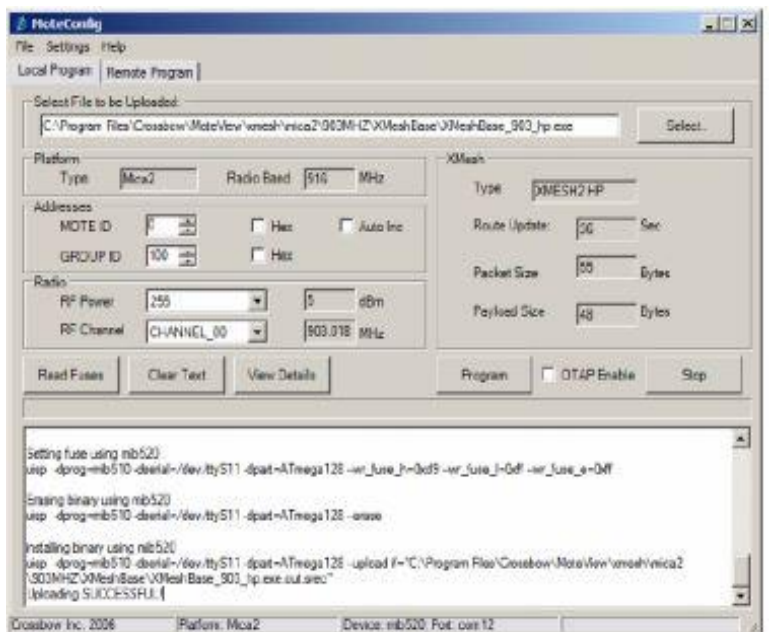 MoteConfig
File Settings Help
Local Program Remote Program
Select File to be Uploaded.
C:\Program Files\Crossbow\MoteView\xmesh\mica2\903MHZ\XMeshBase\XMeshBase_903_hp.exe Select..
Platform
Type Mica2 Radio Band 916 MHz
XMesh
Type XMESH2 HP
Addresses
MOTE ID 0 Hex Auto Inc
Route Update: 36 Sec
GROUP ID 100 Hex
Packet Size 55 Bytes
Radio
RF Power 255 5 dBm
Payload Size 48 Bytes
RF Channel CHANNEL_00 903.018 MHz
Read Fuses Clear Text View Details Program OTAP Enable Stop
Setting fuse using mib520
uisp -dprog=mib510 -dserial=/dev/ttyS11 -dpart=ATmega128 --wr_fuse_h=0xd9 --wr_fuse_l=0xff --wr_fuse_e=0xff
Erasing binary using mib520
uisp -dprog=mib510 -dserial=/dev/ttyS11 -dpart=ATmega128 --erase
Installing binary using mib520
uisp -dprog=mib510 -dserial=/dev/ttyS11 -dpart=ATmega128 --upload if="C:\Program Files\Crossbow\MoteView\xmesh\mica2
\903MHZ\XMeshBase\XMeshBase_903_hp.exe.out.srec"
Uploading SUCCESSFUL!
Crossbow Inc. 2006 Platform: Mica2 Device: mib520: Port: com12